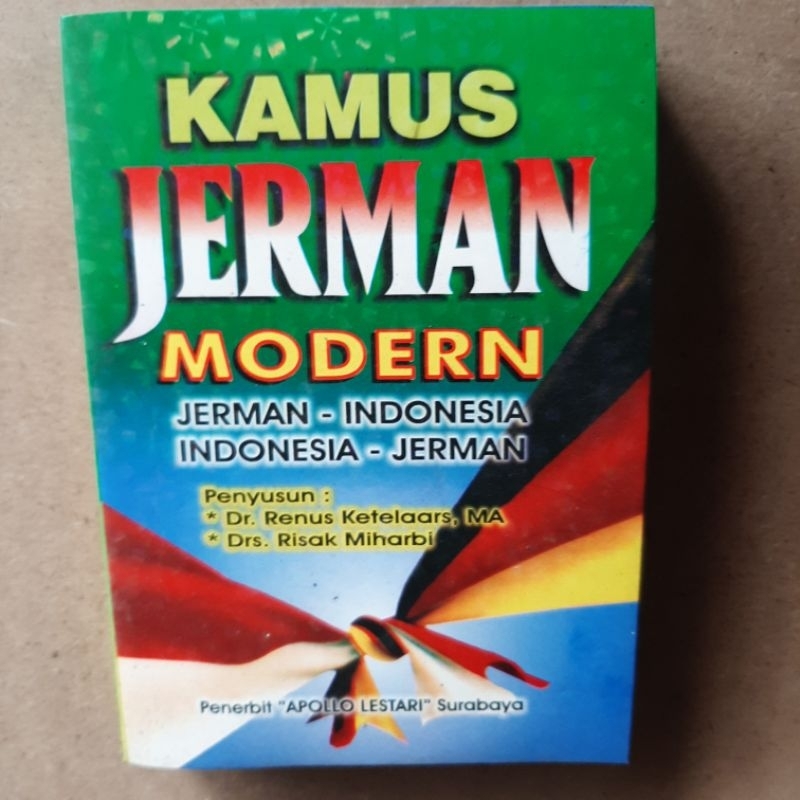 KAMUS
JERMAN
MODERN
JERMAN - INDONESIA
INDONESIA - JERMAN
Penyusun :
* Dr. Renus Ketelaars, MA
* Drs. Risak Miharbi
Penerbit "APOLLO LESTARI" Surabaya